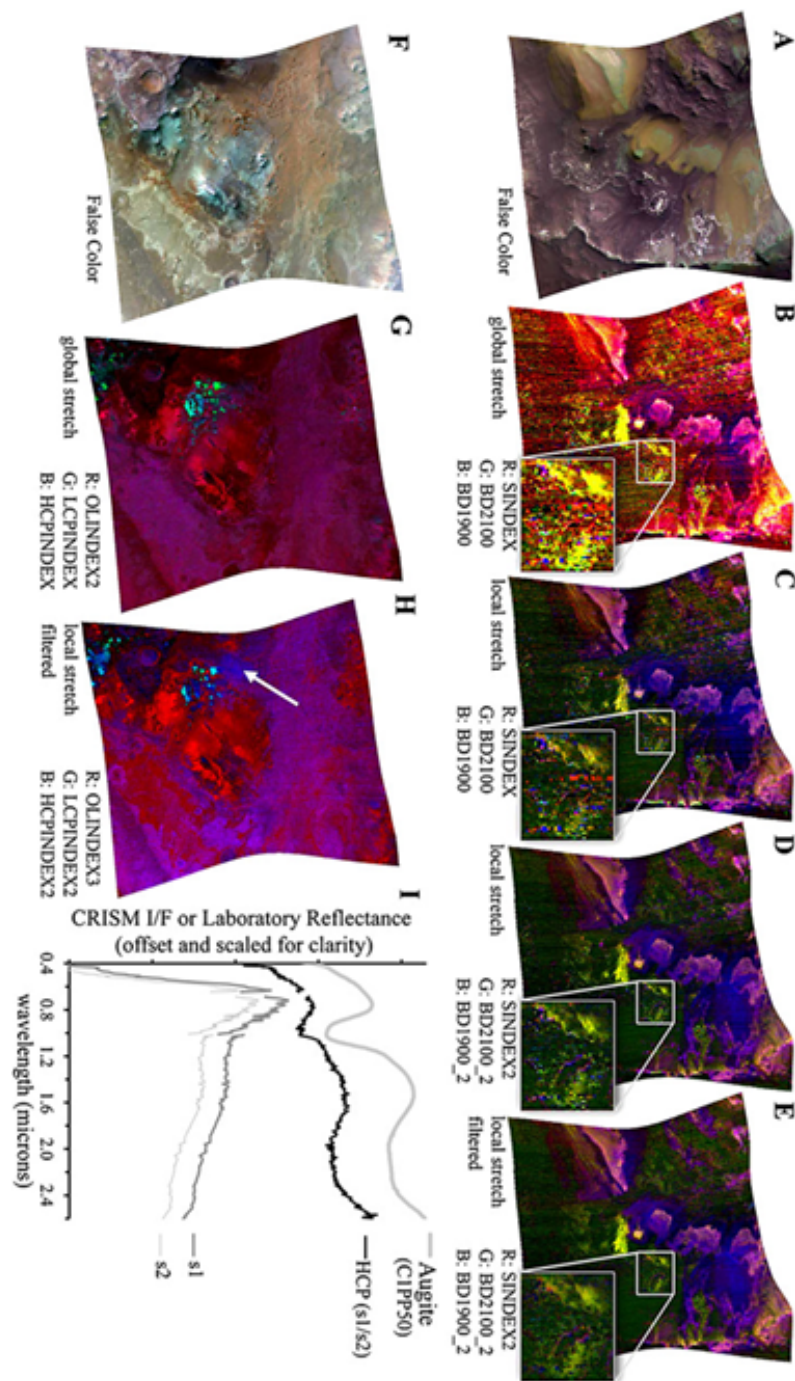 A
False Color
B
global stretch
R: SINDEX
G: BD2100
B: BD1900
C
local stretch
R: SINDEX
G: BD2100
B: BD1900
D
local stretch
R: SINDEX2
G: BD2100_2
B: BD1900_2
E
local stretch
filtered
R: SINDEX2
G: BD2100_2
B: BD1900_2
F
False Color
G
global stretch
R: OLINDEX2
G: LCPINDEX
B: HCPINDEX
H
local stretch
filtered
R: OLINDEX3
G: LCPINDEX2
B: HCPINDEX2
I
CRISM I/F or Laboratory Reflectance
(offset and scaled for clarity)
Augite
(C1PP50)
HCP (s1/s2)
s1
s2
0.4 0.8 1.2 1.6 2.0 2.4
wavelength (microns)